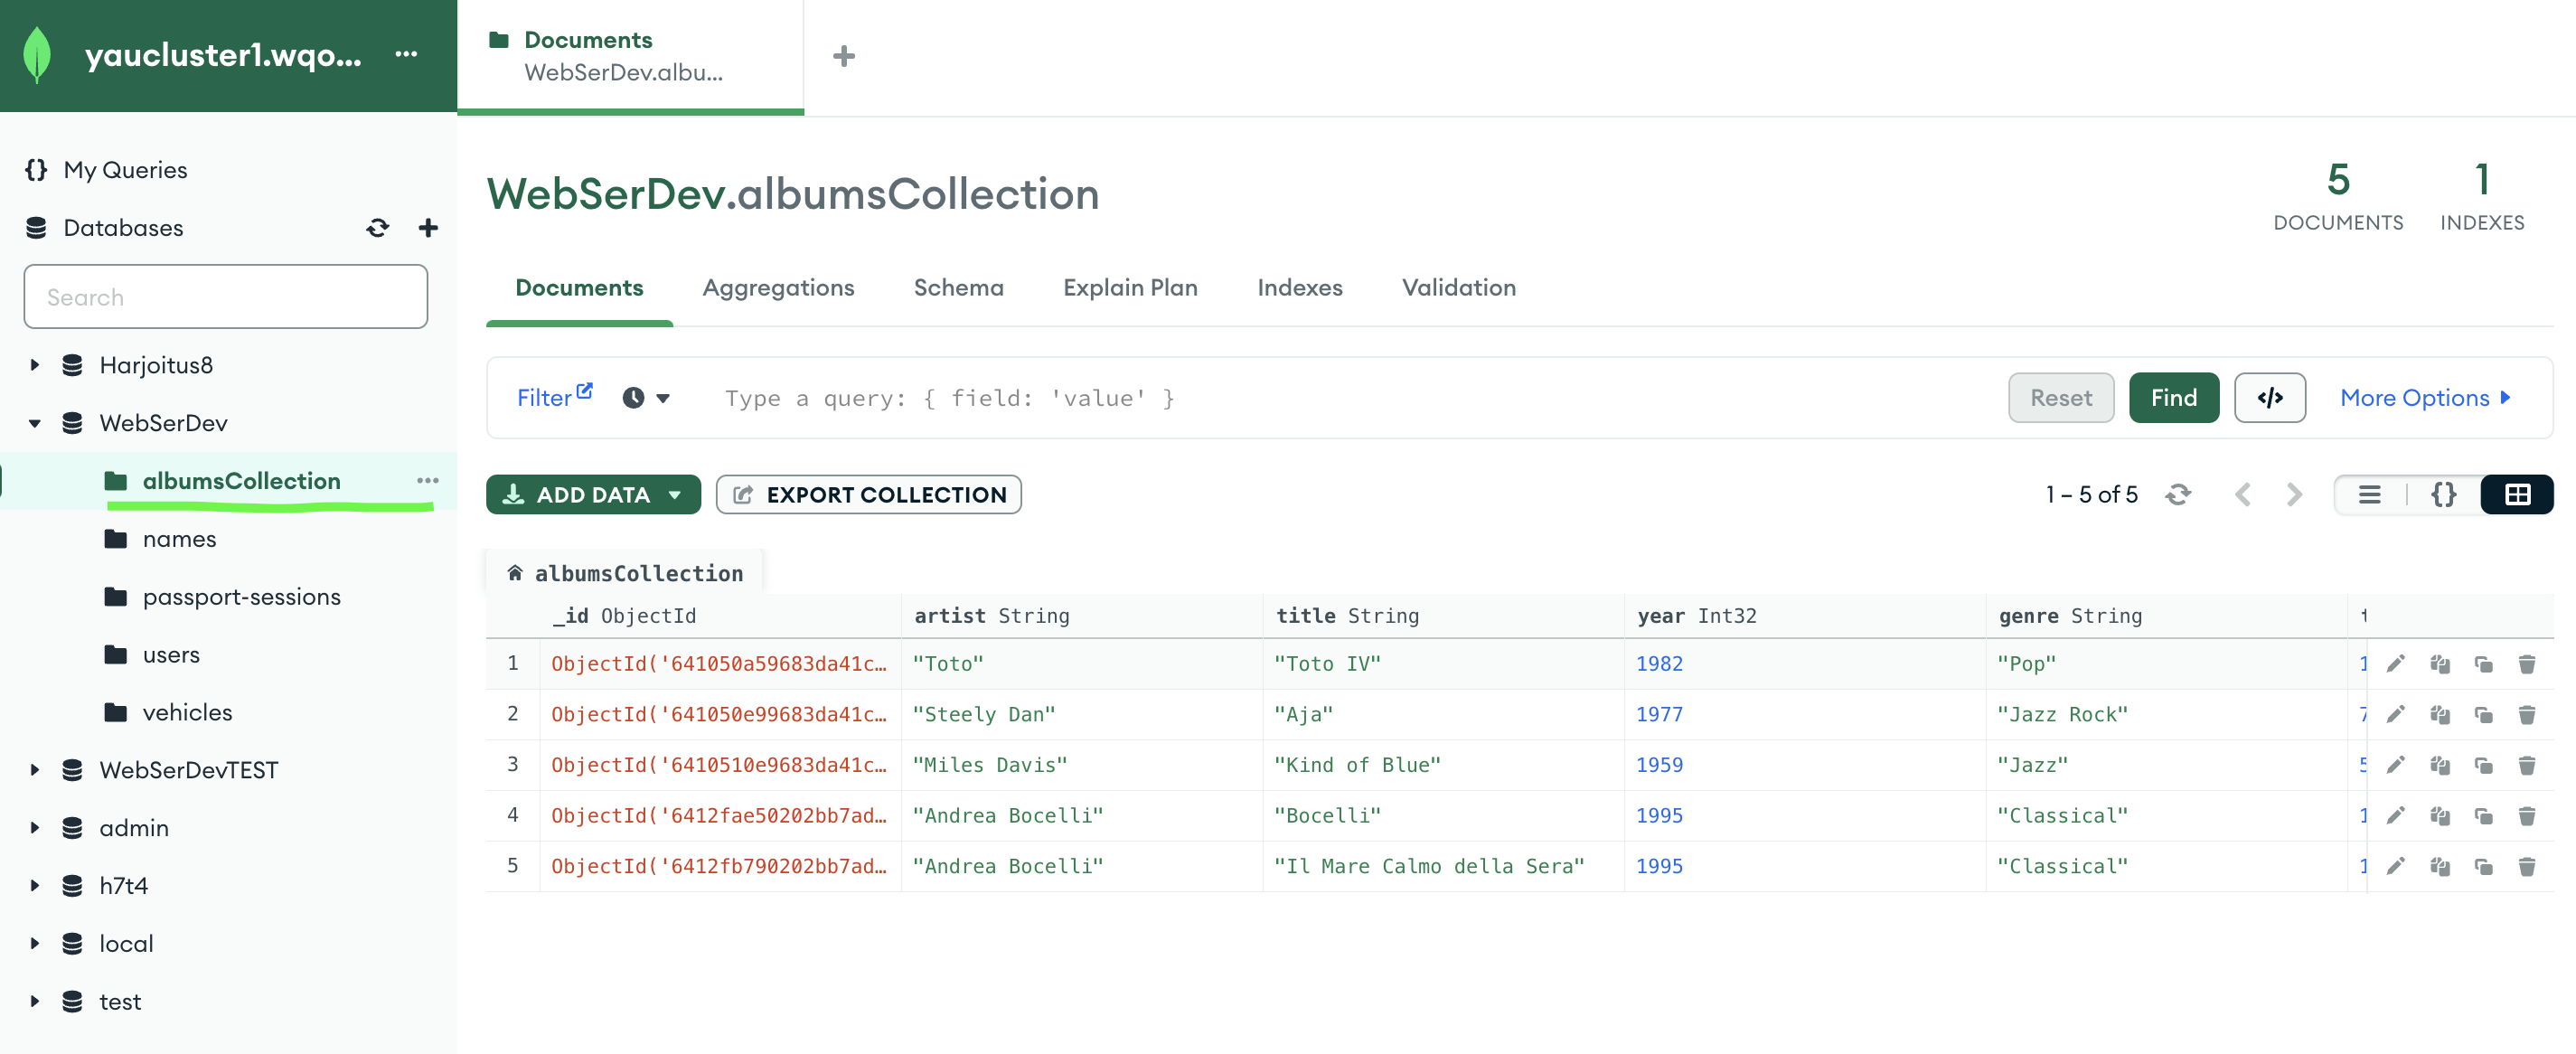 yaucluster1.wqo... ...
Documents
WebSerDev.albu...
My Queries
Databases
Search
Harjoitus8
WebSerDev
albumsCollection
names
passport-sessions
users
vehicles
WebSerDevTEST
admin
h7t4
local
test
WebSerDev.albumsCollection
5 1
DOCUMENTS INDEXES
Documents Aggregations Schema Explain Plan Indexes Validation
Filter Type a query: { field: 'value' } Reset Find </> More Options
ADD DATA EXPORT COLLECTION 1 – 5 of 5 {}
albumsCollection
_id ObjectId artist String title String year Int32 genre String
1 ObjectId('641050a59683da41c… "Toto" "Toto IV" 1982 "Pop" 1
2 ObjectId('641050e99683da41c… "Steely Dan" "Aja" 1977 "Jazz Rock" 7
3 ObjectId('6410510e9683da41c… "Miles Davis" "Kind of Blue" 1959 "Jazz" 5
4 ObjectId('6412fae50202bb7ad… "Andrea Bocelli" "Bocelli" 1995 "Classical" 1
5 ObjectId('6412fb790202bb7ad… "Andrea Bocelli" "Il Mare Calmo della Sera" 1995 "Classical" 1